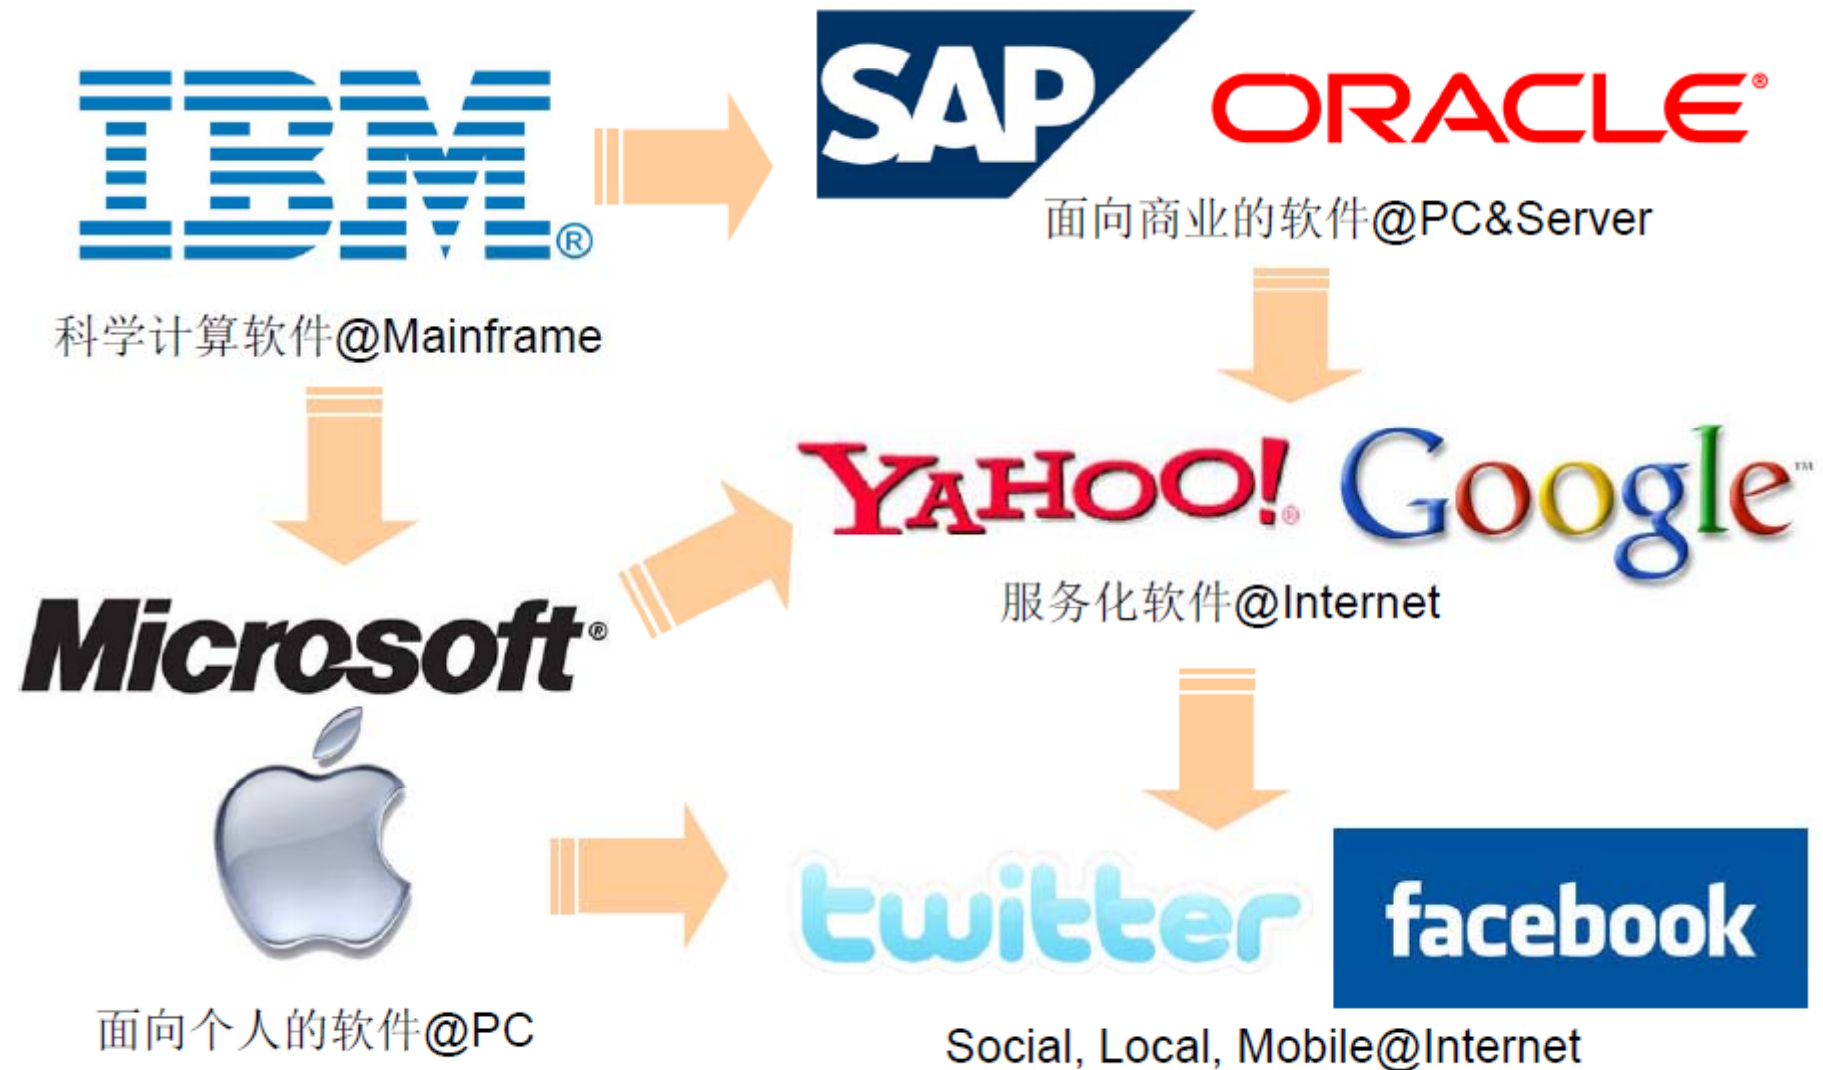 IBM®
SAP
ORACLE®
面向商业的软件@PC&Server
科学计算软件@Mainframe
YAHOO!®
Google™
服务化软件@Internet
Microsoft®
twitter
facebook
面向个人的软件@PC
Social, Local, Mobile@Internet